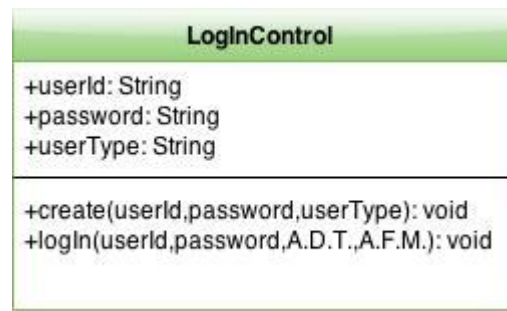 LogInControl
+userId: String
+password: String
+userType: String
+create(userId,password,userType): void
+logIn(userId,password,A.D.T.,A.F.M.): void